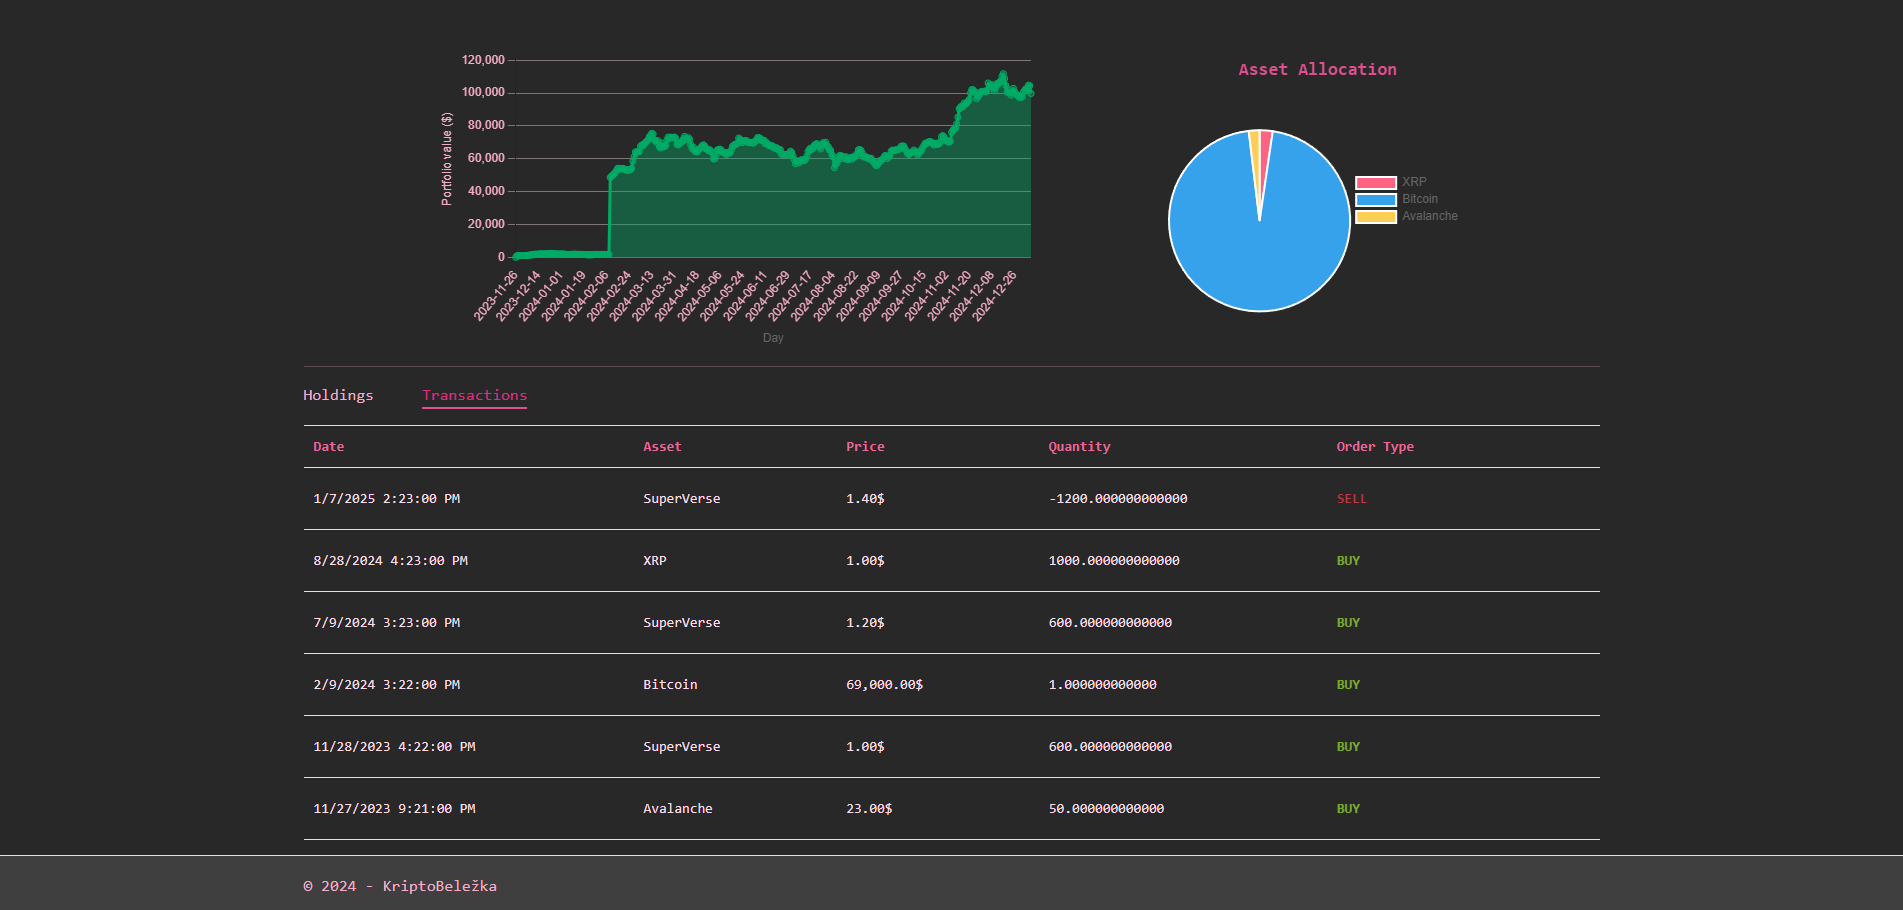 120,000
100,000
80,000
60,000
40,000
20,000
0
Portfolio value ($)
2023-11-26
2023-12-14
2024-01-01
2024-01-19
2024-02-06
2024-02-24
2024-03-13
2024-03-31
2024-04-18
2024-05-06
2024-05-24
2024-06-11
2024-06-29
2024-07-17
2024-08-04
2024-08-22
2024-09-09
2024-09-27
2024-10-15
2024-11-02
2024-11-20
2024-12-08
2024-12-26
Day
Asset Allocation
XRP
Bitcoin
Avalanche
Holdings Transactions
Date Asset Price Quantity Order Type
1/7/2025 2:23:00 PM SuperVerse 1.40$ -1200.000000000000 SELL
8/28/2024 4:23:00 PM XRP 1.00$ 1000.000000000000 BUY
7/9/2024 3:23:00 PM SuperVerse 1.20$ 600.000000000000 BUY
2/9/2024 3:22:00 PM Bitcoin 69,000.00$ 1.000000000000 BUY
11/28/2023 4:22:00 PM SuperVerse 1.00$ 600.000000000000 BUY
11/27/2023 9:21:00 PM Avalanche 23.00$ 50.000000000000 BUY
© 2024 - KriptoBeležka